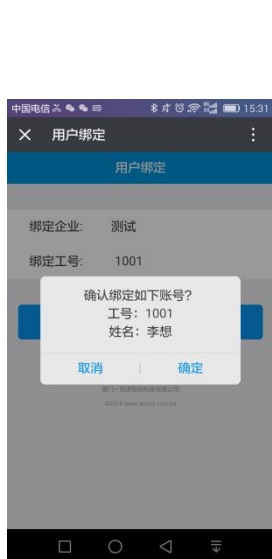 中国电信
15:31
用户绑定
用户绑定
绑定企业: 测试
绑定工号: 1001
确认绑定如下账号?
工号: 1001
姓名: 李想
取消
确定